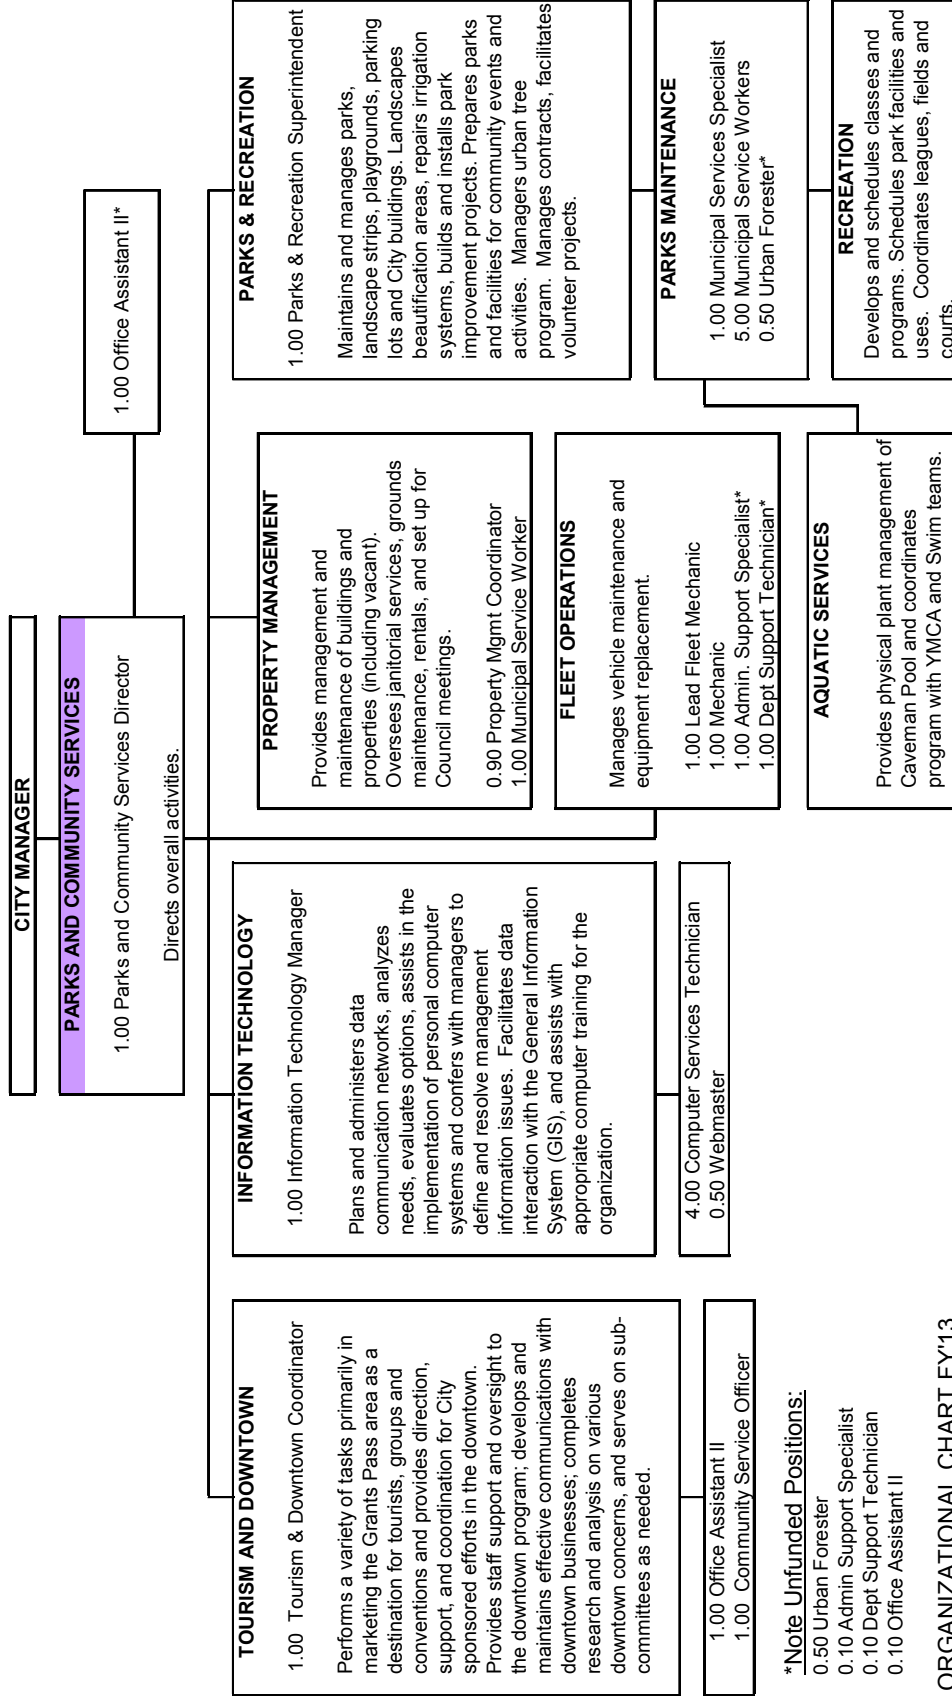 CITY MANAGER
PARKS AND COMMUNITY SERVICES
1.00 Parks and Community Services Director
Directs overall activities.
1.00 Office Assistant II*
TOURISM AND DOWNTOWN
1.00 Tourism & Downtown Coordinator
Performs a variety of tasks primarily in
marketing the Grants Pass area as a
destination for tourists, groups and
conventions and provides direction,
support, and coordination for City
sponsored efforts in the downtown.
Provides staff support and oversight to
the downtown program; develops and
maintains effective communications with
downtown businesses; completes
research and analysis on various
downtown concerns, and serves on sub-
committees as needed.
1.00 Office Assistant II
1.00 Community Service Officer
INFORMATION TECHNOLOGY
1.00 Information Technology Manager
Plans and administers data
communication networks, analyzes
needs, evaluates options, assists in the
implementation of personal computer
systems and confers with managers to
define and resolve management
information issues. Facilitates data
interaction with the General Information
System (GIS), and assists with
appropriate computer training for the
organization.
4.00 Computer Services Technician
0.50 Webmaster
PROPERTY MANAGEMENT
Provides management and
maintenance of buildings and
properties (including vacant).
Oversees janitorial services, grounds
maintenance, rentals, and set up for
Council meetings.
0.90 Property Mgmt Coordinator
1.00 Municipal Service Worker
FLEET OPERATIONS
Manages vehicle maintenance and
equipment replacement.
1.00 Lead Fleet Mechanic
1.00 Mechanic
1.00 Admin. Support Specialist*
1.00 Dept Support Technician*
AQUATIC SERVICES
Provides physical plant management of
Caveman Pool and coordinates
program with YMCA and Swim teams.
PARKS & RECREATION
1.00 Parks & Recreation Superintendent
Maintains and manages parks,
landscape strips, playgrounds, parking
lots and City buildings. Landscapes
beautification areas, repairs irrigation
systems, builds and installs park
improvement projects. Prepares parks
and facilities for community events and
activities. Managers urban tree
program. Manages contracts, facilitates
volunteer projects.
PARKS MAINTENANCE
1.00 Municipal Services Specialist
5.00 Municipal Service Workers
0.50 Urban Forester*
RECREATION
Develops and schedules classes and
programs. Schedules park facilities and
uses. Coordinates leagues, fields and
courts.
*Note Unfunded Positions:
0.50 Urban Forester
0.10 Admin Support Specialist
0.10 Dept Support Technician
0.10 Office Assistant II
ORGANIZATIONAL CHART FY'13